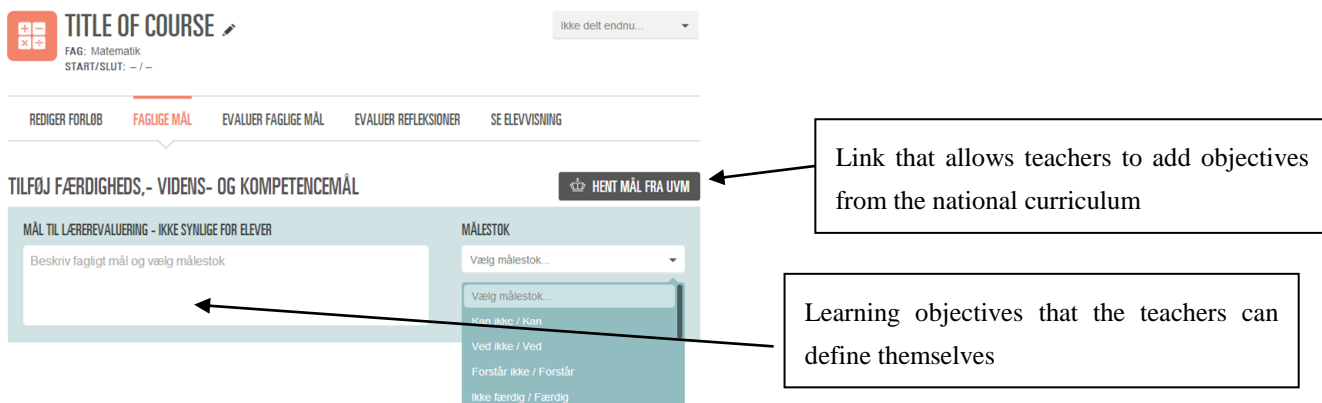 TITLE OF COURSE
FAG: Matematik
START/SLUT: – / –
Ikke delt endnu...
REDIGER FORLØB FAGLIGE MÅL EVALUER FAGLIGE MÅL EVALUER REFLEKSIONER SE ELEVVISNING
TILFØJ FÆRDIGHEDS,- VIDENS- OG KOMPETENCEMÅL
HENT MÅL FRA UVM
MÅL TIL LÆREREVALUERING - IKKE SYNLIGE FOR ELEVER
Beskriv fagligt mål og vælg målestok
MÅLESTOK
Vælg målestok...
Vælg målestok...
Kan ikke / Kan
Ved ikke / Ved
Forstår ikke / Forstår
Ikke færdig / Færdig
Link that allows teachers to add objectives
from the national curriculum
Learning objectives that the teachers can
define themselves